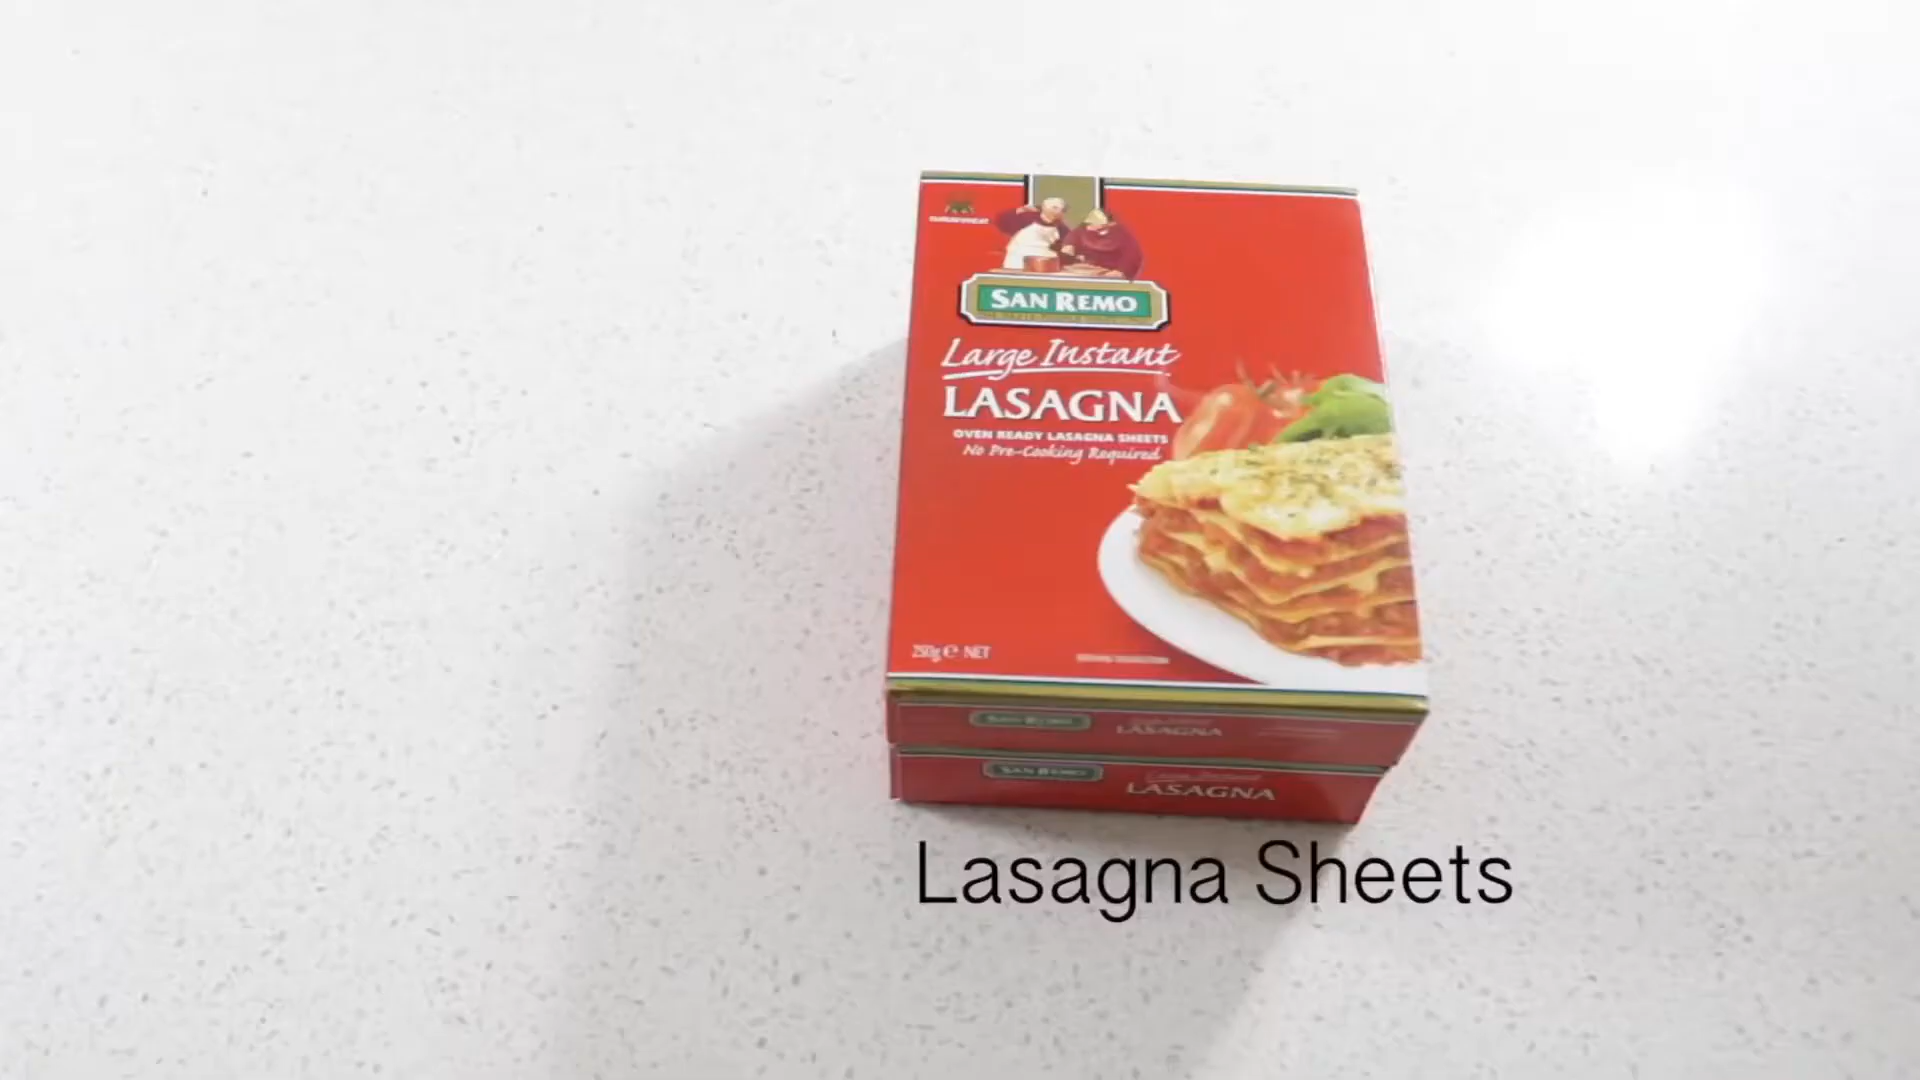 SAN REMO
Large Instant
LASAGNA
OVEN READY LASAGNA SHEETS
No Pre-Cooking Required
250g e NET
SAN REMO
LASAGNA
SAN REMO
Large Instant
LASAGNA
Lasagna Sheets